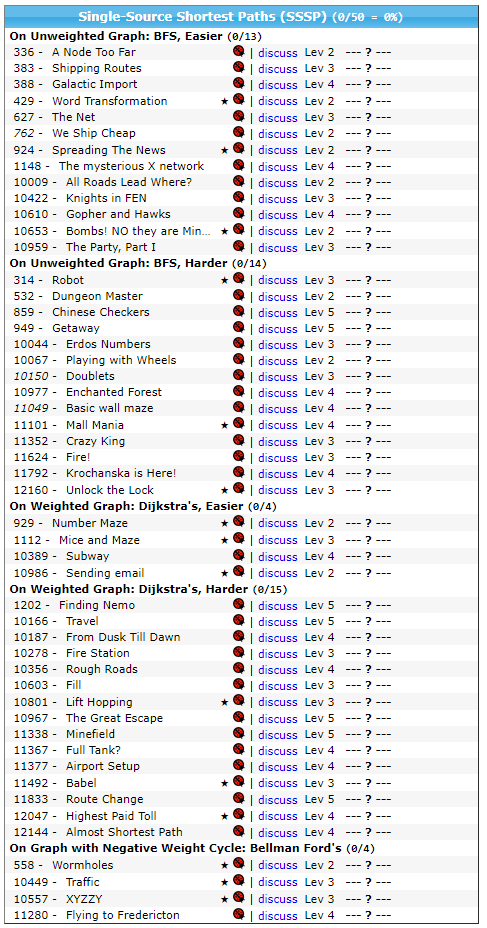 Single-Source Shortest Paths (SSSP) (0/50 = 0%)
On Unweighted Graph: BFS, Easier (0/13)
336 - A Node Too Far | discuss Lev 2 --- ? ---
383 - Shipping Routes | discuss Lev 3 --- ? ---
388 - Galactic Import | discuss Lev 4 --- ? ---
429 - Word Transformation ★ | discuss Lev 2 --- ? ---
627 - The Net | discuss Lev 3 --- ? ---
762 - We Ship Cheap | discuss Lev 2 --- ? ---
924 - Spreading The News ★ | discuss Lev 2 --- ? ---
1148 - The mysterious X network | discuss Lev 4 --- ? ---
10009 - All Roads Lead Where? | discuss Lev 2 --- ? ---
10422 - Knights in FEN | discuss Lev 3 --- ? ---
10610 - Gopher and Hawks | discuss Lev 4 --- ? ---
10653 - Bombs! NO they are Min... ★ | discuss Lev 2 --- ? ---
10959 - The Party, Part I | discuss Lev 3 --- ? ---
On Unweighted Graph: BFS, Harder (0/14)
314 - Robot ★ | discuss Lev 3 --- ? ---
532 - Dungeon Master | discuss Lev 2 --- ? ---
859 - Chinese Checkers | discuss Lev 5 --- ? ---
949 - Getaway | discuss Lev 5 --- ? ---
10044 - Erdos Numbers | discuss Lev 3 --- ? ---
10067 - Playing with Wheels | discuss Lev 2 --- ? ---
10150 - Doublets | discuss Lev 3 --- ? ---
10977 - Enchanted Forest | discuss Lev 4 --- ? ---
11049 - Basic wall maze | discuss Lev 4 --- ? ---
11101 - Mall Mania ★ | discuss Lev 4 --- ? ---
11352 - Crazy King | discuss Lev 3 --- ? ---
11624 - Fire! | discuss Lev 3 --- ? ---
11792 - Krochanska is Here! | discuss Lev 4 --- ? ---
12160 - Unlock the Lock ★ | discuss Lev 3 --- ? ---
On Weighted Graph: Dijkstra's, Easier (0/4)
929 - Number Maze ★ | discuss Lev 2 --- ? ---
1112 - Mice and Maze ★ | discuss Lev 3 --- ? ---
10389 - Subway | discuss Lev 4 --- ? ---
10986 - Sending email ★ | discuss Lev 2 --- ? ---
On Weighted Graph: Dijkstra's, Harder (0/15)
1202 - Finding Nemo | discuss Lev 5 --- ? ---
10166 - Travel | discuss Lev 5 --- ? ---
10187 - From Dusk Till Dawn | discuss Lev 4 --- ? ---
10278 - Fire Station | discuss Lev 3 --- ? ---
10356 - Rough Roads | discuss Lev 4 --- ? ---
10603 - Fill | discuss Lev 3 --- ? ---
10801 - Lift Hopping ★ | discuss Lev 3 --- ? ---
10967 - The Great Escape | discuss Lev 5 --- ? ---
11338 - Minefield | discuss Lev 5 --- ? ---
11367 - Full Tank? | discuss Lev 4 --- ? ---
11377 - Airport Setup | discuss Lev 4 --- ? ---
11492 - Babel ★ | discuss Lev 3 --- ? ---
11833 - Route Change | discuss Lev 5 --- ? ---
12047 - Highest Paid Toll ★ | discuss Lev 4 --- ? ---
12144 - Almost Shortest Path | discuss Lev 4 --- ? ---
On Graph with Negative Weight Cycle: Bellman Ford's (0/4)
558 - Wormholes ★ | discuss Lev 2 --- ? ---
10449 - Traffic ★ | discuss Lev 3 --- ? ---
10557 - XYZZY ★ | discuss Lev 3 --- ? ---
11280 - Flying to Fredericton | discuss Lev 4 --- ? ---